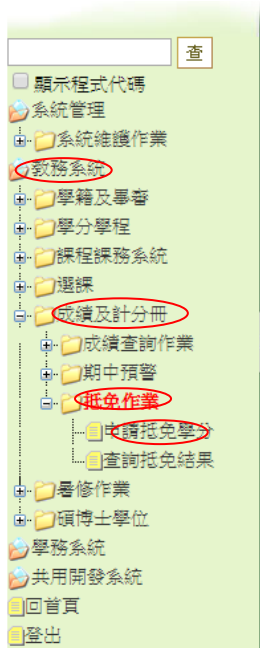 查
顯示程式代碼
系統管理
系統維護作業
教務系統
學籍及畢審
學分學程
課程課務系統
選課
成績及計分冊
成績查詢作業
期中預警
抵免作業
申請抵免學分
查詢抵免結果
暑修作業
碩博士學位
學務系統
共用開發系統
回首頁
登出